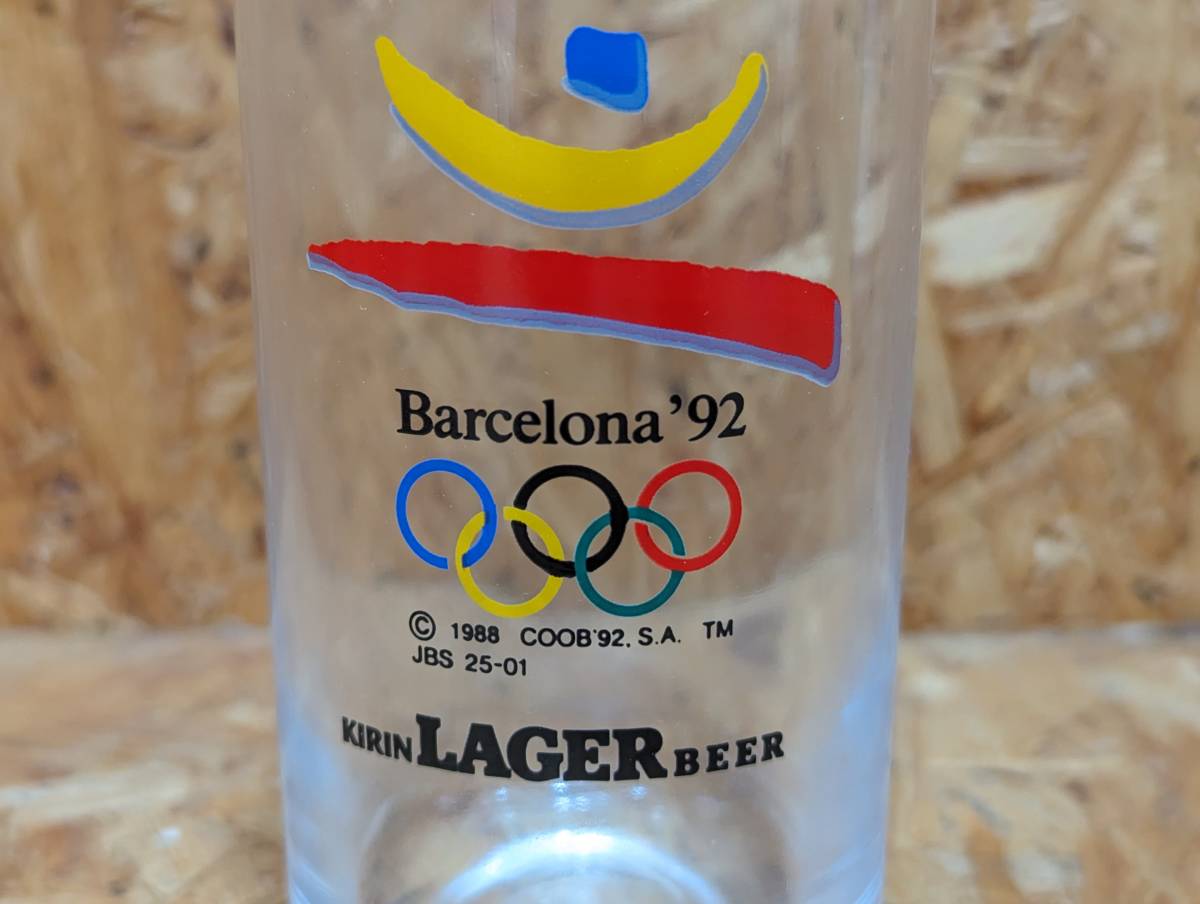 Barcelona ’92
© 1988 COOB'92, S.A. TM
JBS 25-01
KIRIN LAGER BEER